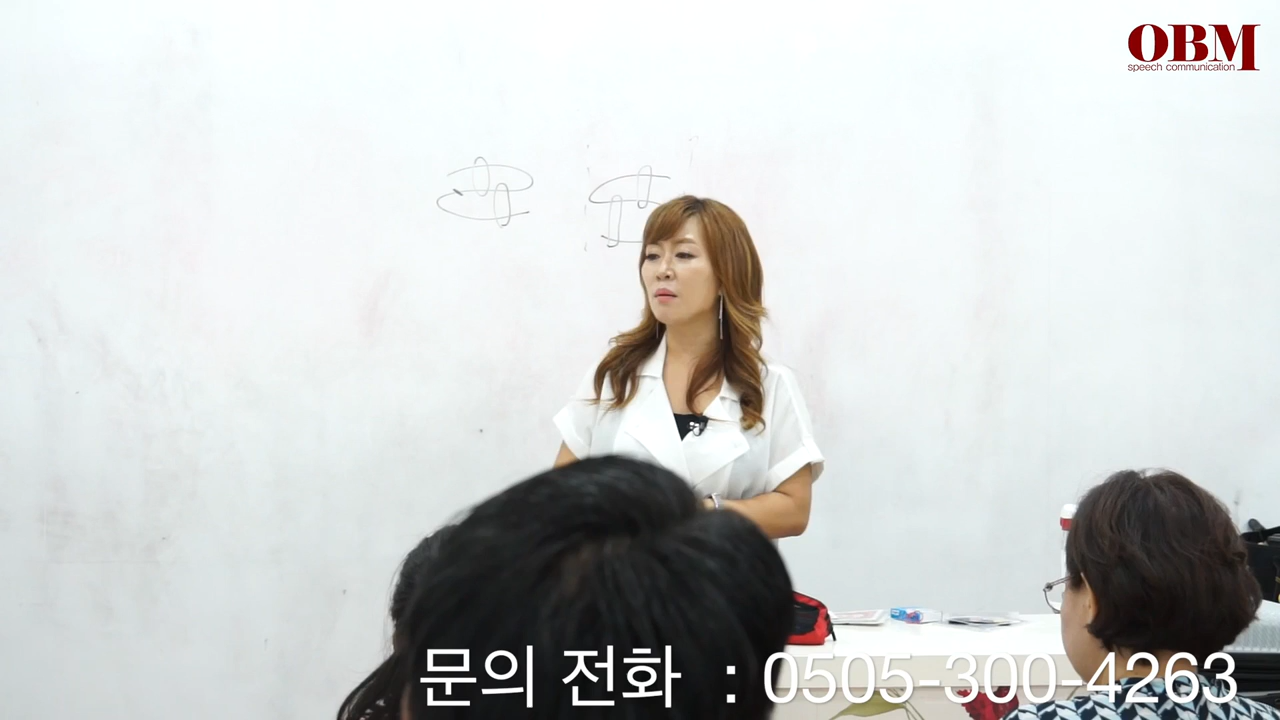 OBM
speech communication
문의 전화 : 0505-300-4263